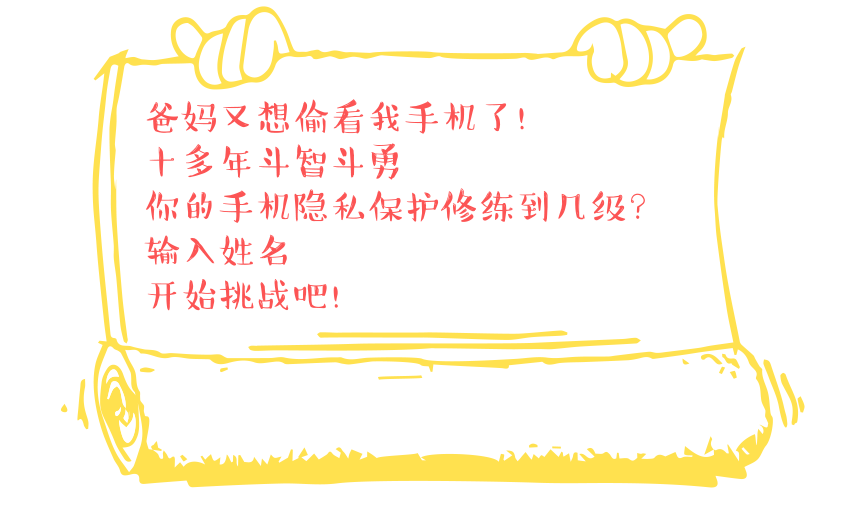 爸妈又想偷看我手机了!
十多年斗智斗勇
你的手机隐私保护修练到几级?
输入姓名
开始挑战吧!